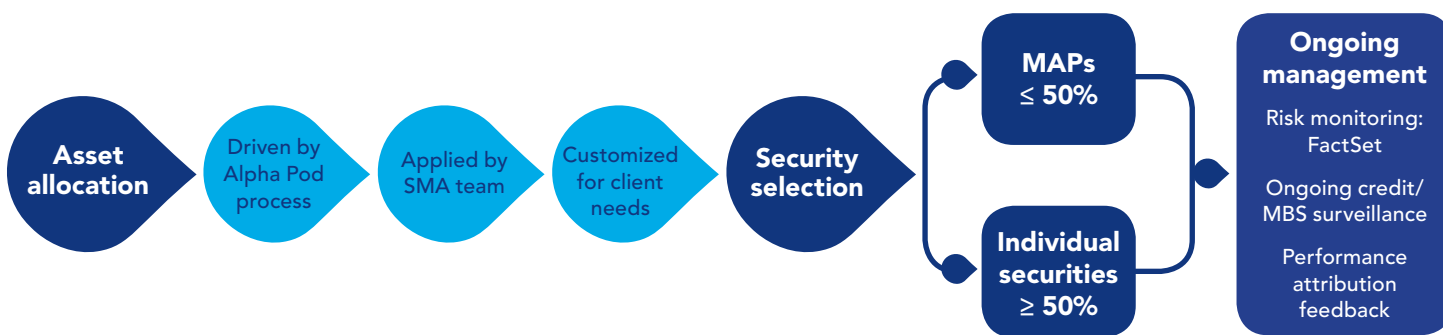 Asset
allocation
Driven by
Alpha Pod
process
Applied by
SMA team
Customized
for client
needs
Security
selection
MAPs
≤ 50%
Individual
securities
≥ 50%
Ongoing
management
Risk monitoring:
FactSet
Ongoing credit/
MBS surveillance
Performance
attribution
feedback